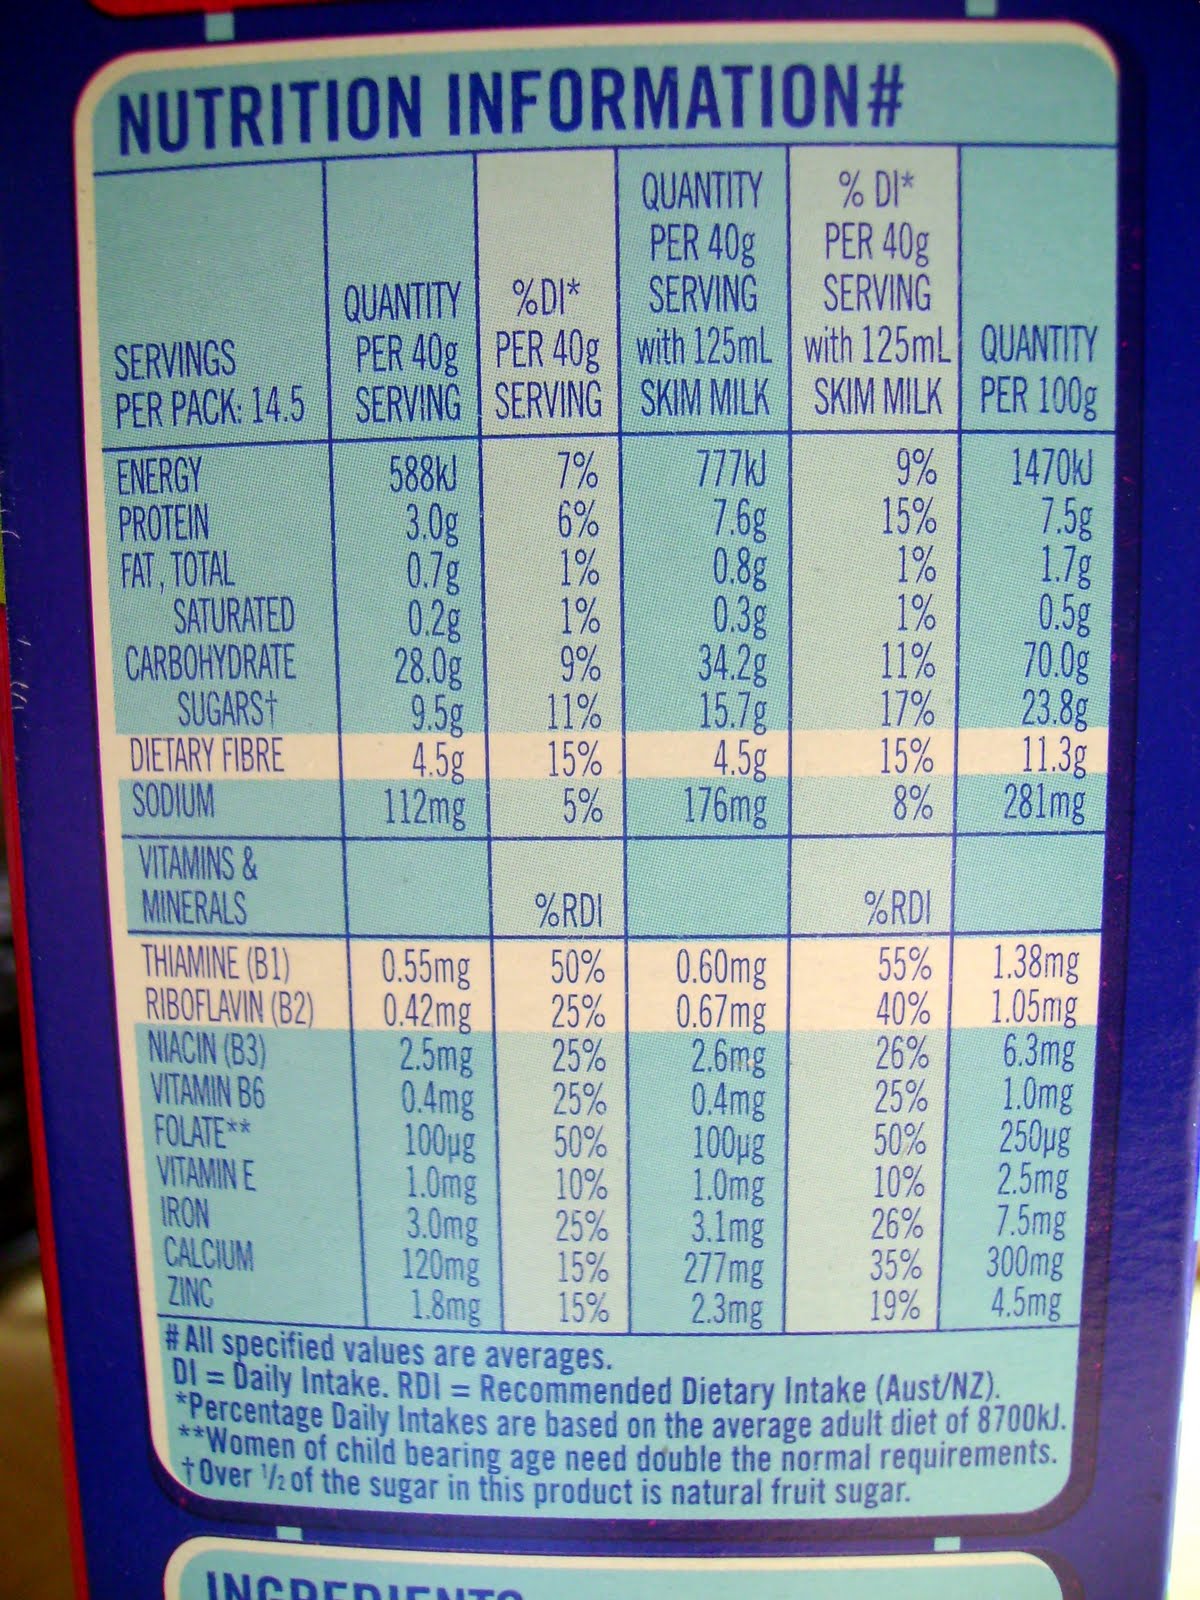 NUTRITION INFORMATION#
SERVINGS PER PACK: 14.5 | QUANTITY PER 40g SERVING | %DI* PER 40g SERVING | QUANTITY PER 40g SERVING with 125mL SKIM MILK | % DI* PER 40g SERVING with 125mL SKIM MILK | QUANTITY PER 100g
ENERGY 588kJ 7% 777kJ 9% 1470kJ
PROTEIN 3.0g 6% 7.6g 15% 7.5g
FAT, TOTAL 0.7g 1% 0.8g 1% 1.7g
SATURATED 0.2g 1% 0.3g 1% 0.5g
CARBOHYDRATE 28.0g 9% 34.2g 11% 70.0g
SUGARS† 9.5g 11% 15.7g 17% 23.8g
DIETARY FIBRE 4.5g 15% 4.5g 15% 11.3g
SODIUM 112mg 5% 176mg 8% 281mg
VITAMINS &
MINERALS %RDI %RDI
THIAMINE (B1) 0.55mg 50% 0.60mg 55% 1.38mg
RIBOFLAVIN (B2) 0.42mg 25% 0.67mg 40% 1.05mg
NIACIN (B3) 2.5mg 25% 2.6mg 26% 6.3mg
VITAMIN B6 0.4mg 25% 0.4mg 25% 1.0mg
FOLATE** 100µg 50% 100µg 50% 250µg
VITAMIN E 1.0mg 10% 1.0mg 10% 2.5mg
IRON 3.0mg 25% 3.1mg 26% 7.5mg
CALCIUM 120mg 15% 277mg 35% 300mg
ZINC 1.8mg 15% 2.3mg 19% 4.5mg
#All specified values are averages.
DI = Daily Intake. RDI = Recommended Dietary Intake (Aust/NZ).
*Percentage Daily Intakes are based on the average adult diet of 8700kJ.
**Women of child bearing age need double the normal requirements.
†Over ½ of the sugar in this product is natural fruit sugar.
INGREDIENTS